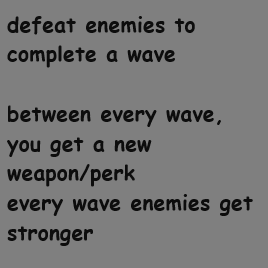 defeat enemies to
complete a wave
between every wave,
you get a new
weapon/perk
every wave enemies get
stronger